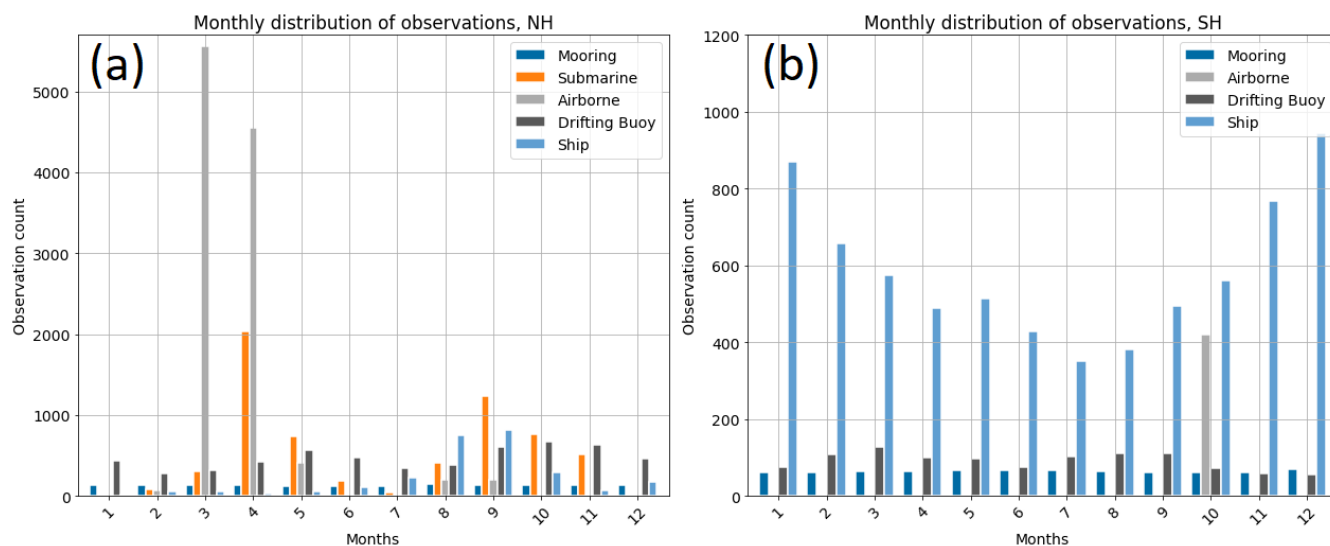 Monthly distribution of observations, NH
(a)
Mooring
Submarine
Airborne
Drifting Buoy
Ship
Observation count
5000
4000
3000
2000
1000
0
1 2 3 4 5 6 7 8 9 10 11 12
Months
Monthly distribution of observations, SH
(b)
Mooring
Airborne
Drifting Buoy
Ship
Observation count
1200
1000
800
600
400
200
0
1 2 3 4 5 6 7 8 9 10 11 12
Months